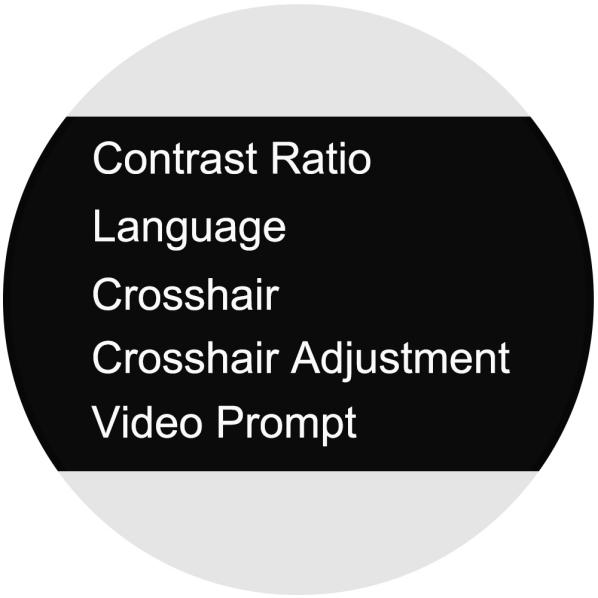 Contrast Ratio
Language
Crosshair
Crosshair Adjustment
Video Prompt